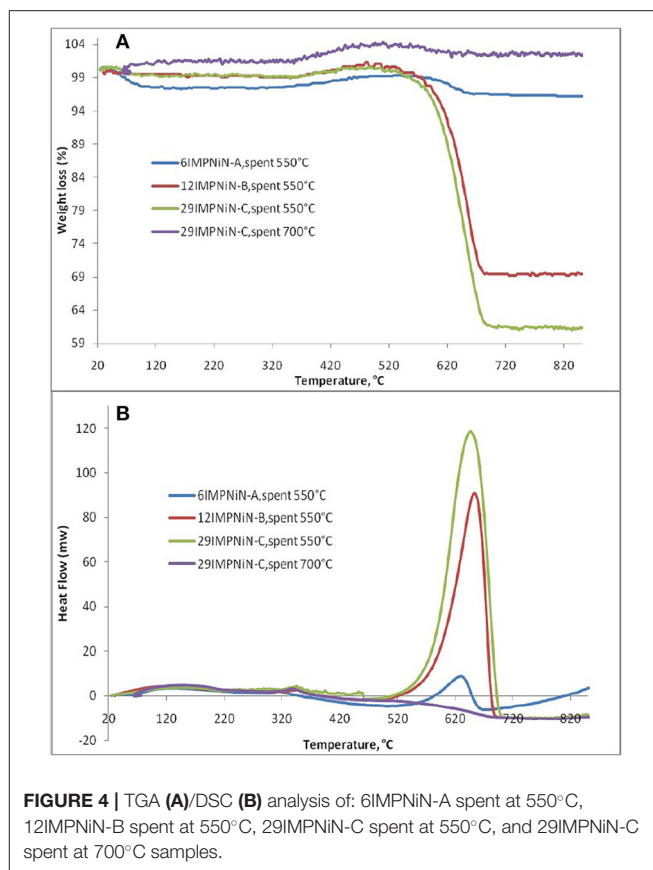 A
104
99
94
89
84
79
74
69
64
59
Weight loss (%)
6IMPNiN-A,spent 550°C
12IMPNiN-B,spent 550°C
29IMPNiN-C,spent 550°C
29IMPNiN-C,spent 700°C
20 120 220 320 420 520 620 720 820
Temperature,°C
B
120
100
80
60
40
20
0
-20
Heat Flow (mw)
6IMPNiN-A,spent 550°C
12IMPNiN-B,spent 550°C
29IMPNiN-C,spent 550°C
29IMPNiN-C,spent 700°C
20 120 220 320 420 520 620 720 820
Temperature,°C
FIGURE 4 | TGA (A)/DSC (B) analysis of: 6IMPNiN-A spent at 550°C,
12IMPNiN-B spent at 550°C, 29IMPNiN-C spent at 550°C, and 29IMPNiN-C
spent at 700°C samples.